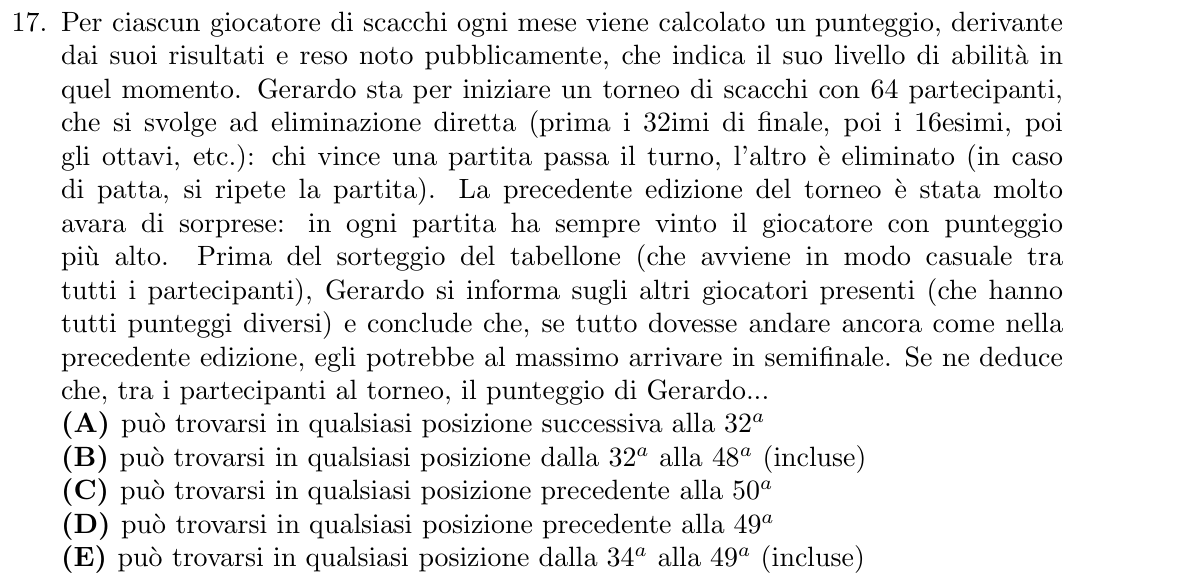 17. Per ciascun giocatore di scacchi ogni mese viene calcolato un punteggio, derivante
dai suoi risultati e reso noto pubblicamente, che indica il suo livello di abilità in
quel momento. Gerardo sta per iniziare un torneo di scacchi con 64 partecipanti,
che si svolge ad eliminazione diretta (prima i 32imi di finale, poi i 16esimi, poi
gli ottavi, etc.): chi vince una partita passa il turno, l'altro è eliminato (in caso
di patta, si ripete la partita). La precedente edizione del torneo è stata molto
avara di sorprese: in ogni partita ha sempre vinto il giocatore con punteggio
più alto. Prima del sorteggio del tabellone (che avviene in modo casuale tra
tutti i partecipanti), Gerardo si informa sugli altri giocatori presenti (che hanno
tutti punteggi diversi) e conclude che, se tutto dovesse andare ancora come nella
precedente edizione, egli potrebbe al massimo arrivare in semifinale. Se ne deduce
che, tra i partecipanti al torneo, il punteggio di Gerardo...
(A) può trovarsi in qualsiasi posizione successiva alla 32ª
(B) può trovarsi in qualsiasi posizione dalla 32ª alla 48ª (incluse)
(C) può trovarsi in qualsiasi posizione precedente alla 50ª
(D) può trovarsi in qualsiasi posizione precedente alla 49ª
(E) può trovarsi in qualsiasi posizione dalla 34ª alla 49ª (incluse)